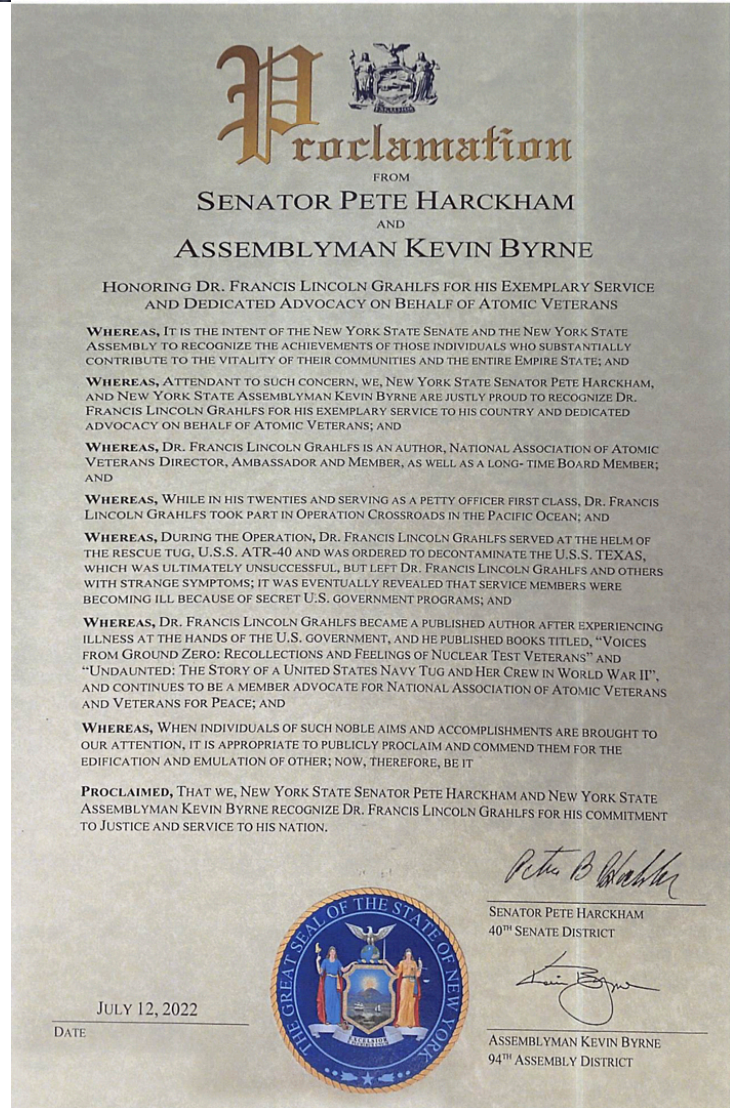 Proclamation
FROM
SENATOR PETE HARCKHAM
AND
ASSEMBLYMAN KEVIN BYRNE
HONORING DR. FRANCIS LINCOLN GRAHLFS FOR HIS EXEMPLARY SERVICE
AND DEDICATED ADVOCACY ON BEHALF OF ATOMIC VETERANS
WHEREAS, IT IS THE INTENT OF THE NEW YORK STATE SENATE AND THE NEW YORK STATE
ASSEMBLY TO RECOGNIZE THE ACHIEVEMENTS OF THOSE INDIVIDUALS WHO SUBSTANTIALLY
CONTRIBUTE TO THE VITALITY OF THEIR COMMUNITIES AND THE ENTIRE EMPIRE STATE; AND
WHEREAS, ATTENDANT TO SUCH CONCERN, WE, NEW YORK STATE SENATOR PETE HARCKHAM,
AND NEW YORK STATE ASSEMBLYMAN KEVIN BYRNE ARE JUSTLY PROUD TO RECOGNIZE DR.
FRANCIS LINCOLN GRAHLFS FOR HIS EXEMPLARY SERVICE TO HIS COUNTRY AND DEDICATED
ADVOCACY ON BEHALF OF ATOMIC VETERANS; AND
WHEREAS, DR. FRANCIS LINCOLN GRAHLFS IS AN AUTHOR, NATIONAL ASSOCIATION OF ATOMIC
VETERANS DIRECTOR, AMBASSADOR AND MEMBER, AS WELL AS A LONG- TIME BOARD MEMBER;
AND
WHEREAS, WHILE IN HIS TWENTIES AND SERVING AS A PETTY OFFICER FIRST CLASS, DR. FRANCIS
LINCOLN GRAHLFS TOOK PART IN OPERATION CROSSROADS IN THE PACIFIC OCEAN; AND
WHEREAS, DURING THE OPERATION, DR. FRANCIS LINCOLN GRAHLFS SERVED AT THE HELM OF
THE RESCUE TUG, U.S.S. ATR-40 AND WAS ORDERED TO DECONTAMINATE THE U.S.S. TEXAS,
WHICH WAS ULTIMATELY UNSUCCESSFUL, BUT LEFT DR. FRANCIS LINCOLN GRAHLFS AND OTHERS
WITH STRANGE SYMPTOMS; IT WAS EVENTUALLY REVEALED THAT SERVICE MEMBERS WERE
BECOMING ILL BECAUSE OF SECRET U.S. GOVERNMENT PROGRAMS; AND
WHEREAS, DR. FRANCIS LINCOLN GRAHLFS BECAME A PUBLISHED AUTHOR AFTER EXPERIENCING
ILLNESS AT THE HANDS OF THE U.S. GOVERNMENT, AND HE PUBLISHED BOOKS TITLED, "VOICES
FROM GROUND ZERO: RECOLLECTIONS AND FEELINGS OF NUCLEAR TEST VETERANS" AND
"UNDAUNTED: THE STORY OF A UNITED STATES NAVY TUG AND HER CREW IN WORLD WAR II",
AND CONTINUES TO BE A MEMBER ADVOCATE FOR NATIONAL ASSOCIATION OF ATOMIC VETERANS
AND VETERANS FOR PEACE; AND
WHEREAS, WHEN INDIVIDUALS OF SUCH NOBLE AIMS AND ACCOMPLISHMENTS ARE BROUGHT TO
OUR ATTENTION, IT IS APPROPRIATE TO PUBLICLY PROCLAIM AND COMMEND THEM FOR THE
EDIFICATION AND EMULATION OF OTHER; NOW, THEREFORE, BE IT
PROCLAIMED, THAT WE, NEW YORK STATE SENATOR PETE HARCKHAM AND NEW YORK STATE
ASSEMBLYMAN KEVIN BYRNE RECOGNIZE DR. FRANCIS LINCOLN GRAHLFS FOR HIS COMMITMENT
TO JUSTICE AND SERVICE TO HIS NATION.
SENATOR PETE HARCKHAM
40TH SENATE DISTRICT
THE GREAT SEAL OF THE STATE OF NEW YORK
EXCELSIOR
JULY 12, 2022
DATE
Kevin Byrne
ASSEMBLYMAN KEVIN BYRNE
94TH ASSEMBLY DISTRICT